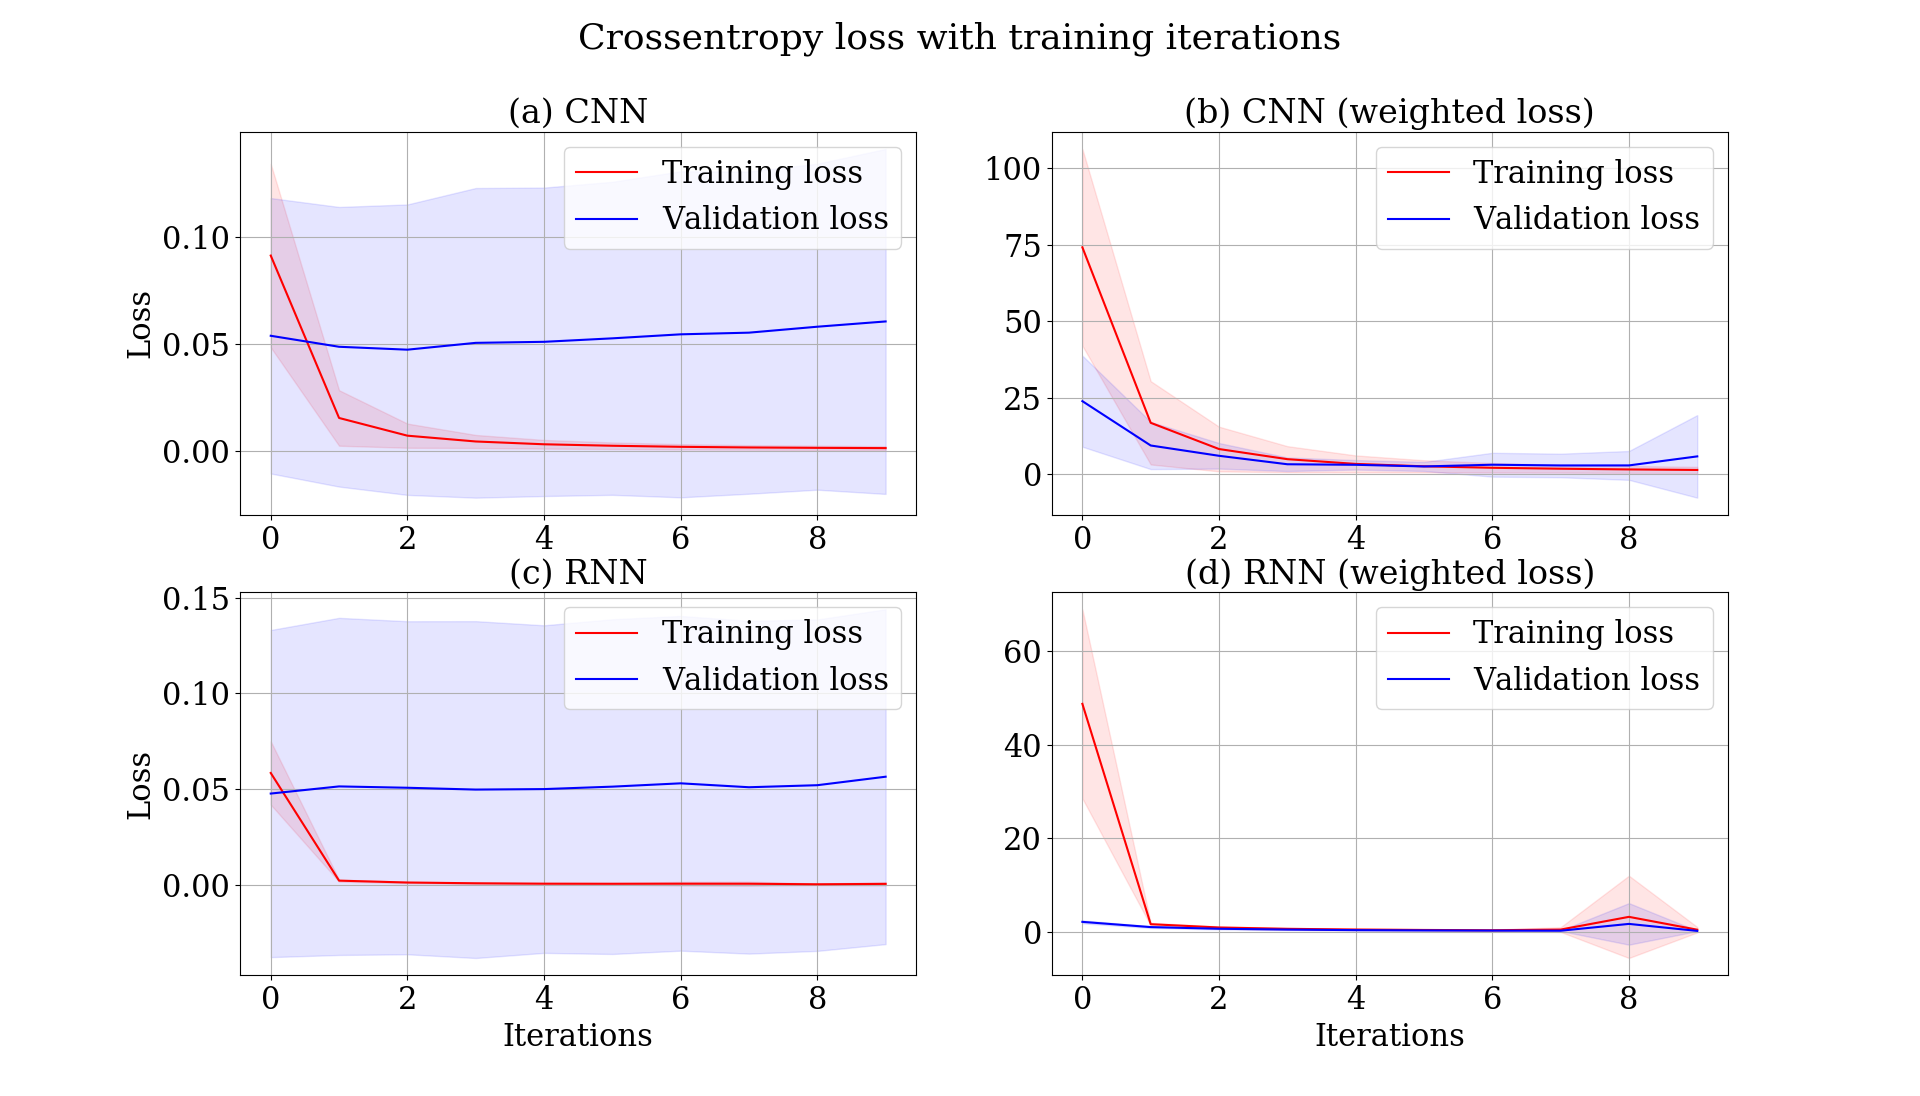 Crossentropy loss with training iterations
(a) CNN
Training loss
Validation loss
Loss
0.10
0.05
0.00
0 2 4 6 8
(b) CNN (weighted loss)
Training loss
Validation loss
100
75
50
25
0
0 2 4 6 8
(c) RNN
Training loss
Validation loss
Loss
0.15
0.10
0.05
0.00
0 2 4 6 8
Iterations
(d) RNN (weighted loss)
Training loss
Validation loss
60
40
20
0
0 2 4 6 8
Iterations